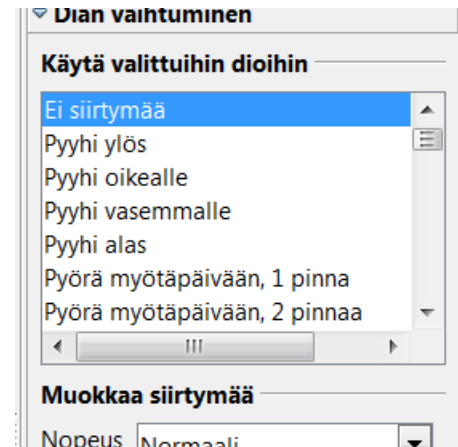 Dian vaihtuminen
Käytä valittuihin dioihin
Ei siirtymää
Pyyhi ylös
Pyyhi oikealle
Pyyhi vasemmalle
Pyyhi alas
Pyörä myötäpäivään, 1 pinna
Pyörä myötäpäivään, 2 pinnaa
Muokkaa siirtymää
Nopeus Normaali